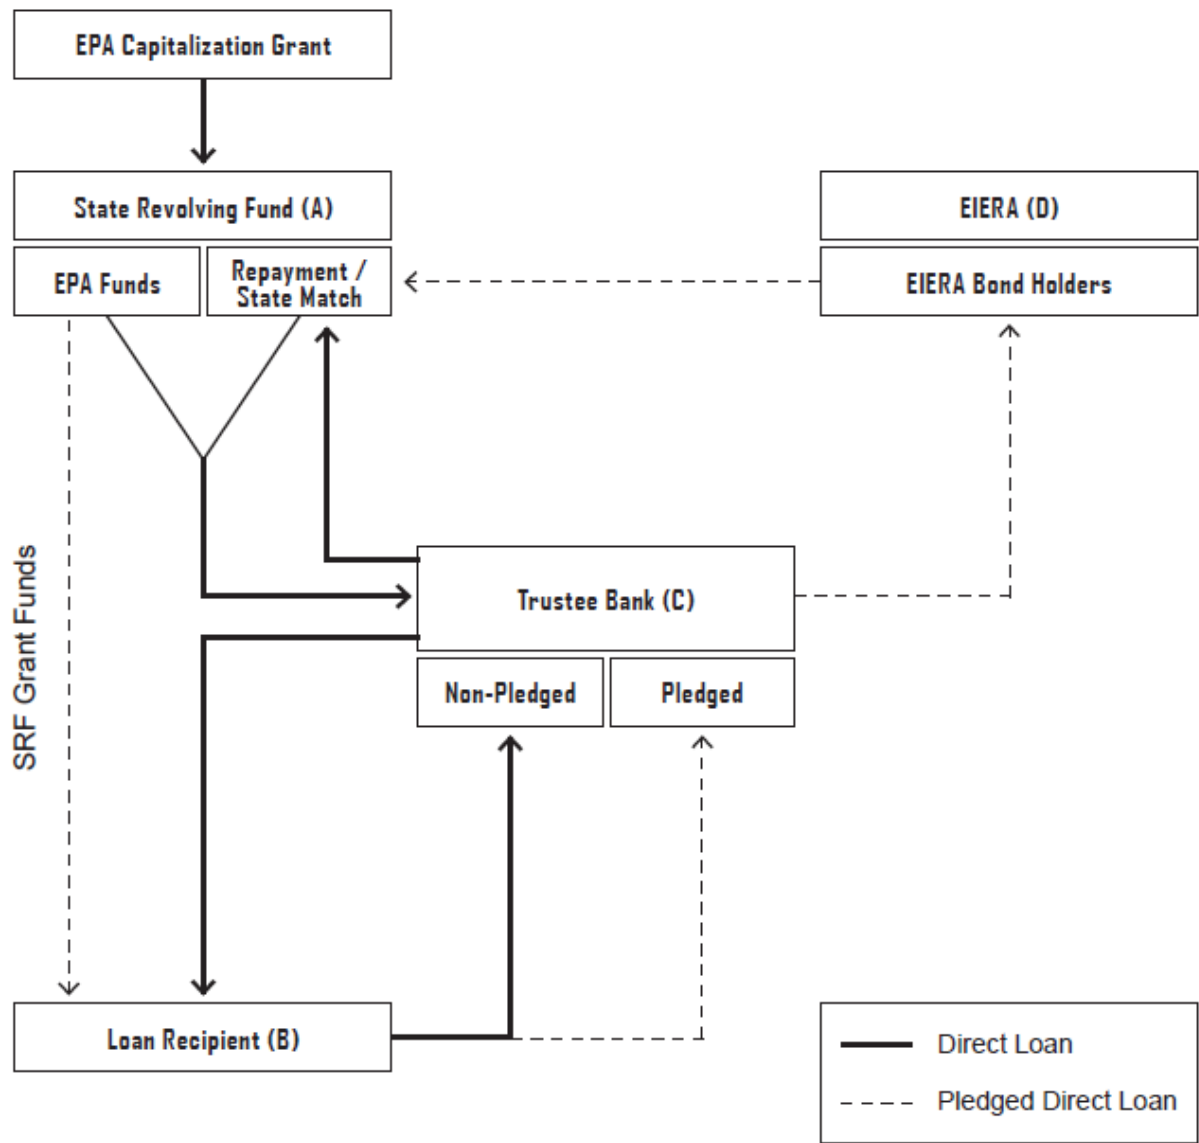 EPA Capitalization Grant
State Revolving Fund (A)
EPA Funds
Repayment /
State Match
EIERA (D)
EIERA Bond Holders
SRF Grant Funds
Trustee Bank (C)
Non-Pledged
Pledged
Loan Recipient (B)
Direct Loan
Pledged Direct Loan